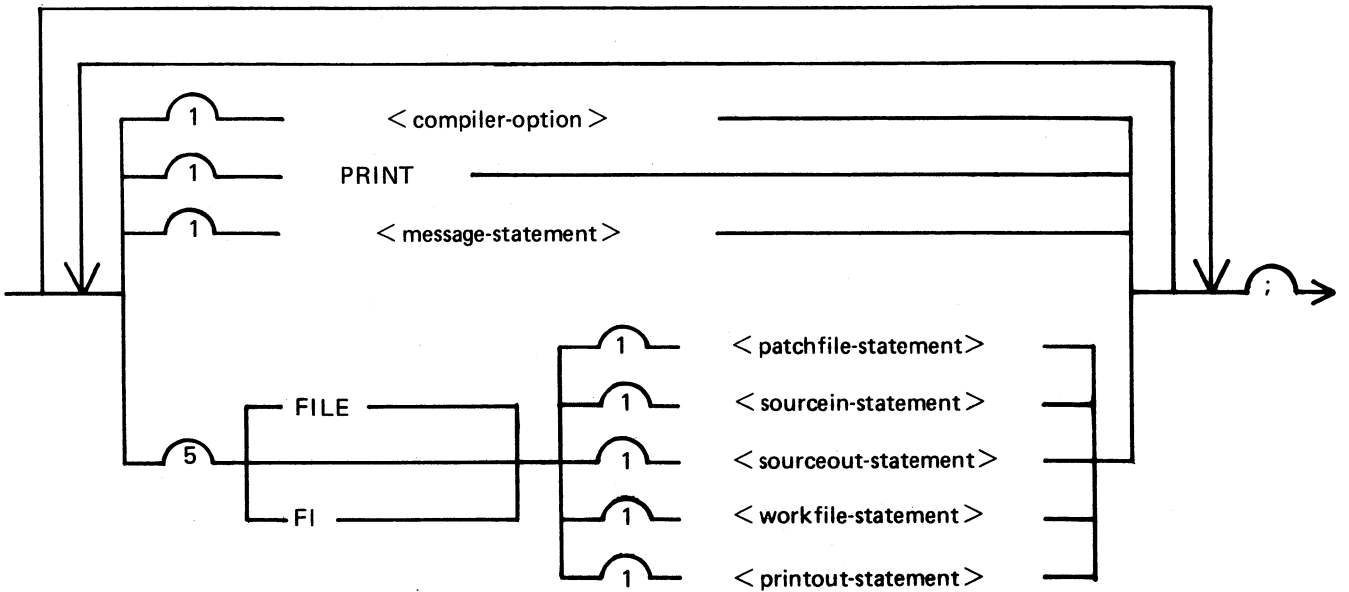 1 <compiler-option>
1 PRINT
1 <message-statement>
;
1 <patchfile-statement>
FILE 1 <sourcein-statement>
5 1 <sourceout-statement>
FI 1 <workfile-statement>
1 <printout-statement>